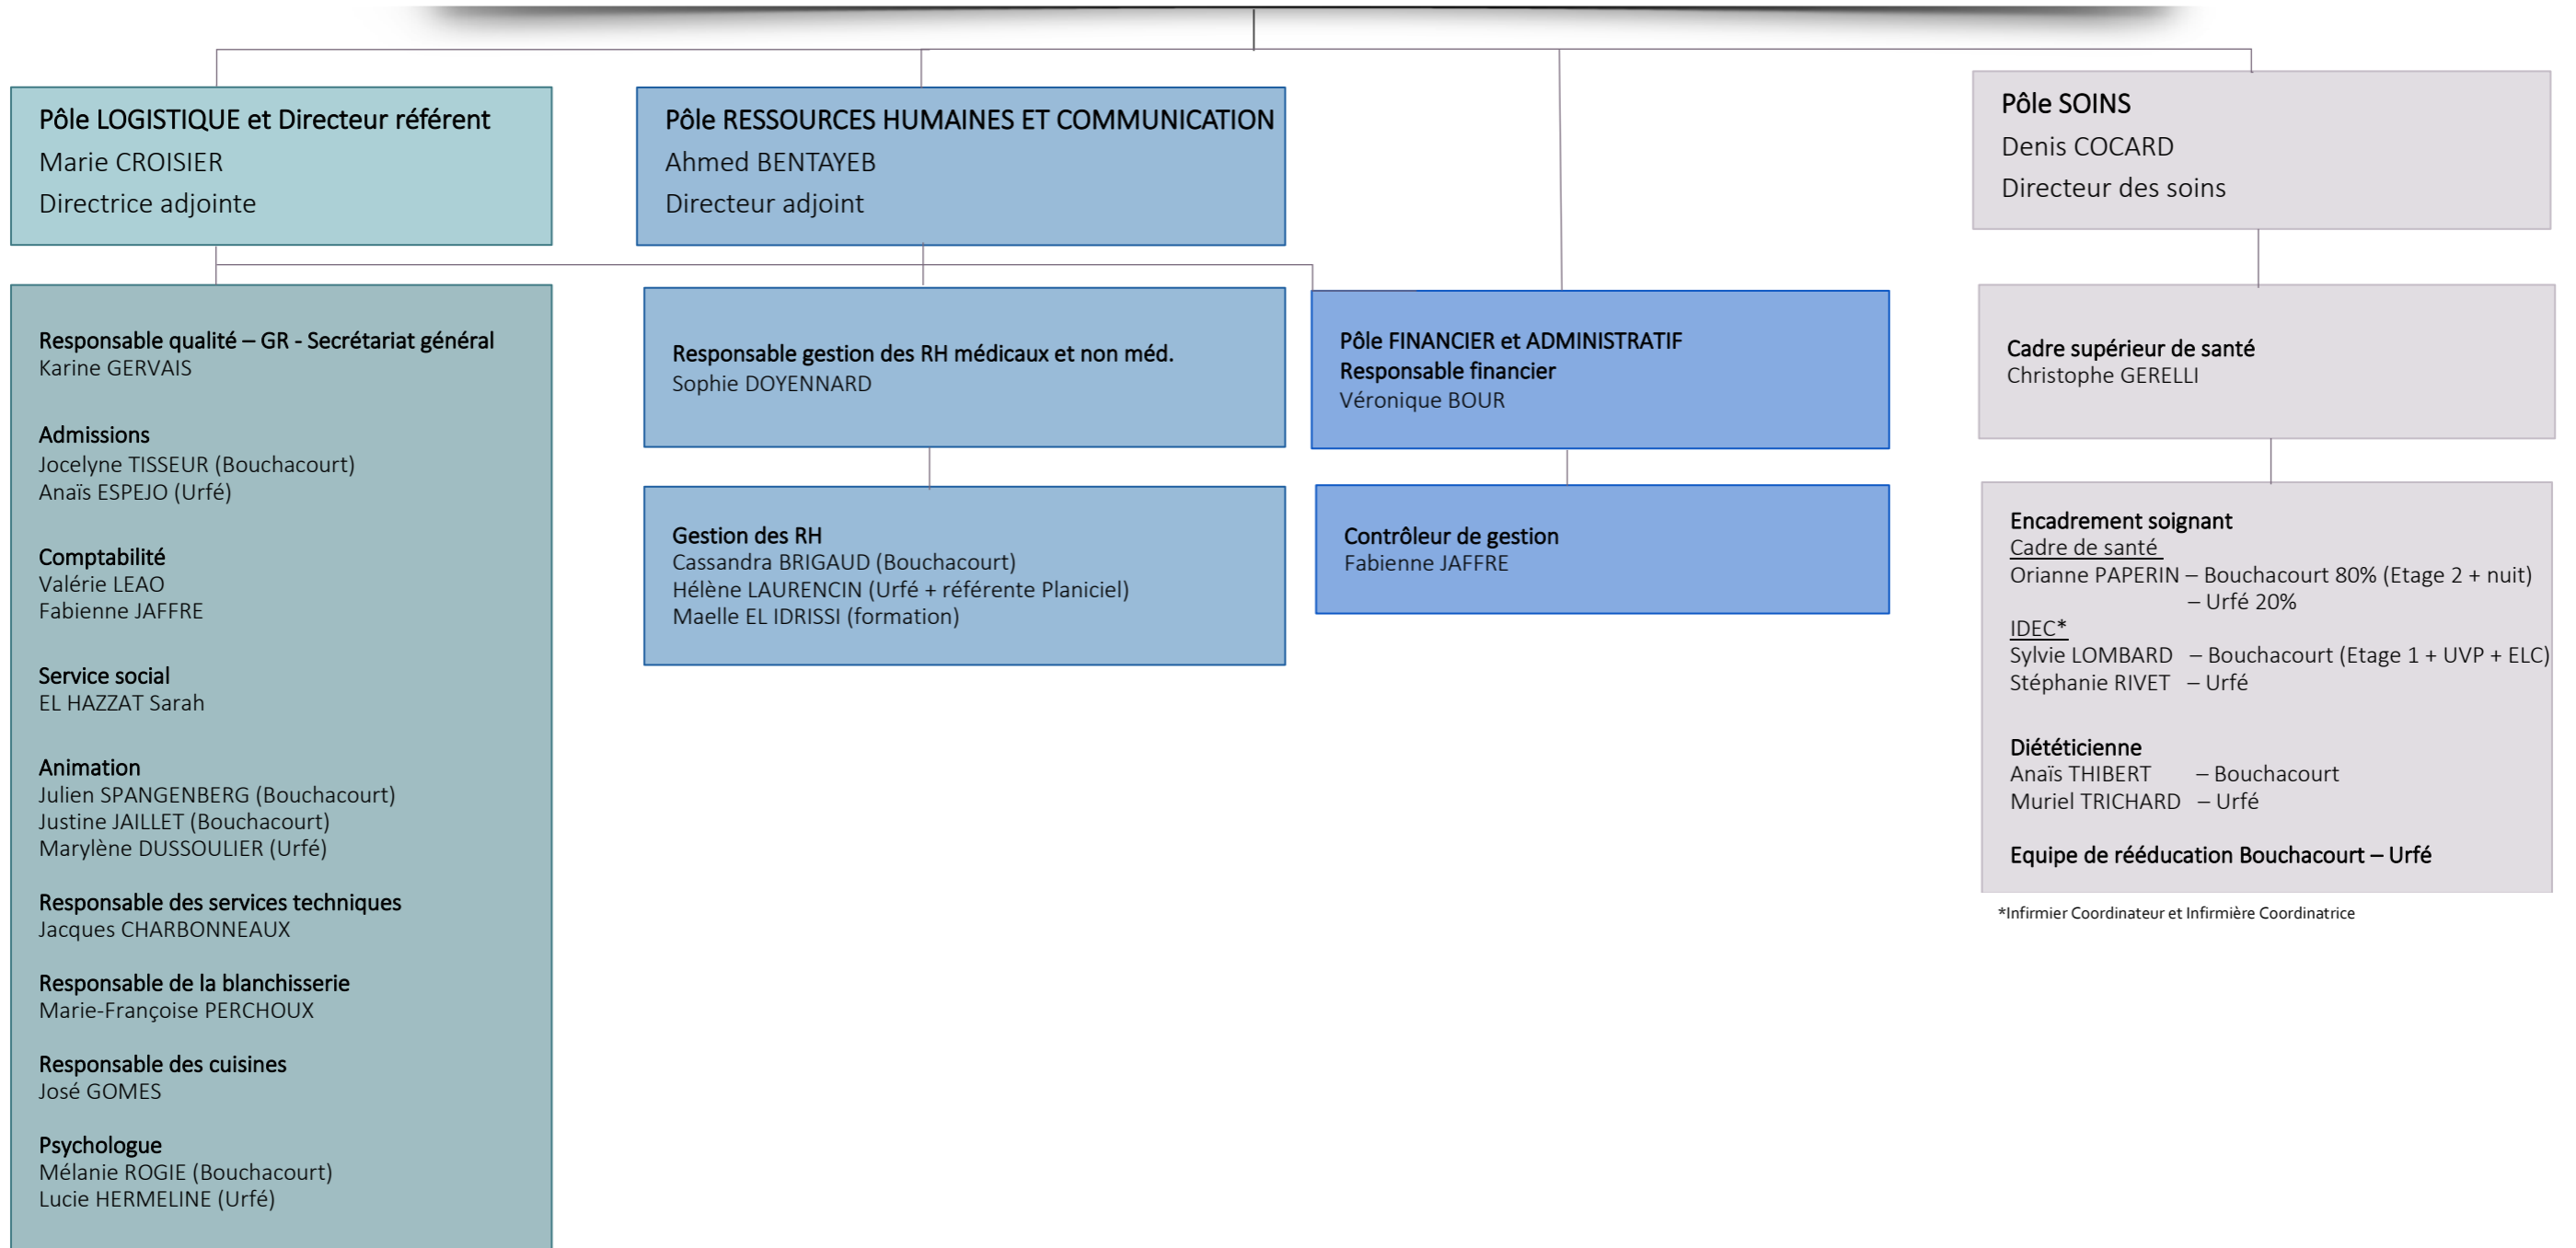 Pôle LOGISTIQUE et Directeur référent
Marie CROISIER
Directrice adjointe
Pôle RESSOURCES HUMAINES ET COMMUNICATION
Ahmed BENTAYEB
Directeur adjoint
Pôle SOINS
Denis COCARD
Directeur des soins
Responsable qualité – GR - Secrétariat général
Karine GERVAIS
Admissions
Jocelyne TISSEUR (Bouchacourt)
Anaïs ESPEJO (Urfé)
Comptabilité
Valérie LEAO
Fabienne JAFFRE
Service social
EL HAZZAT Sarah
Animation
Julien SPANGENBERG (Bouchacourt)
Justine JAILLET (Bouchacourt)
Marylène DUSSOULIER (Urfé)
Responsable des services techniques
Jacques CHARBONNEAUX
Responsable de la blanchisserie
Marie-Françoise PERCHOUX
Responsable des cuisines
José GOMES
Psychologue
Mélanie ROGIE (Bouchacourt)
Lucie HERMELINE (Urfé)
Responsable gestion des RH médicaux et non méd.
Sophie DOYENNARD
Gestion des RH
Cassandra BRIGAUD (Bouchacourt)
Hélène LAURENCIN (Urfé + référente Planiciel)
Maelle EL IDRISSI (formation)
Pôle FINANCIER et ADMINISTRATIF
Responsable financier
Véronique BOUR
Contrôleur de gestion
Fabienne JAFFRE
Cadre supérieur de santé
Christophe GERELLI
Encadrement soignant
Cadre de santé
Orianne PAPERIN – Bouchacourt 80% (Etage 2 + nuit)
– Urfé 20%
IDEC*
Sylvie LOMBARD – Bouchacourt (Etage 1 + UVP + ELC)
Stéphanie RIVET – Urfé
Diététicienne
Anaïs THIBERT – Bouchacourt
Muriel TRICHARD – Urfé
Equipe de rééducation Bouchacourt – Urfé
*Infirmier Coordinateur et Infirmière Coordinatrice